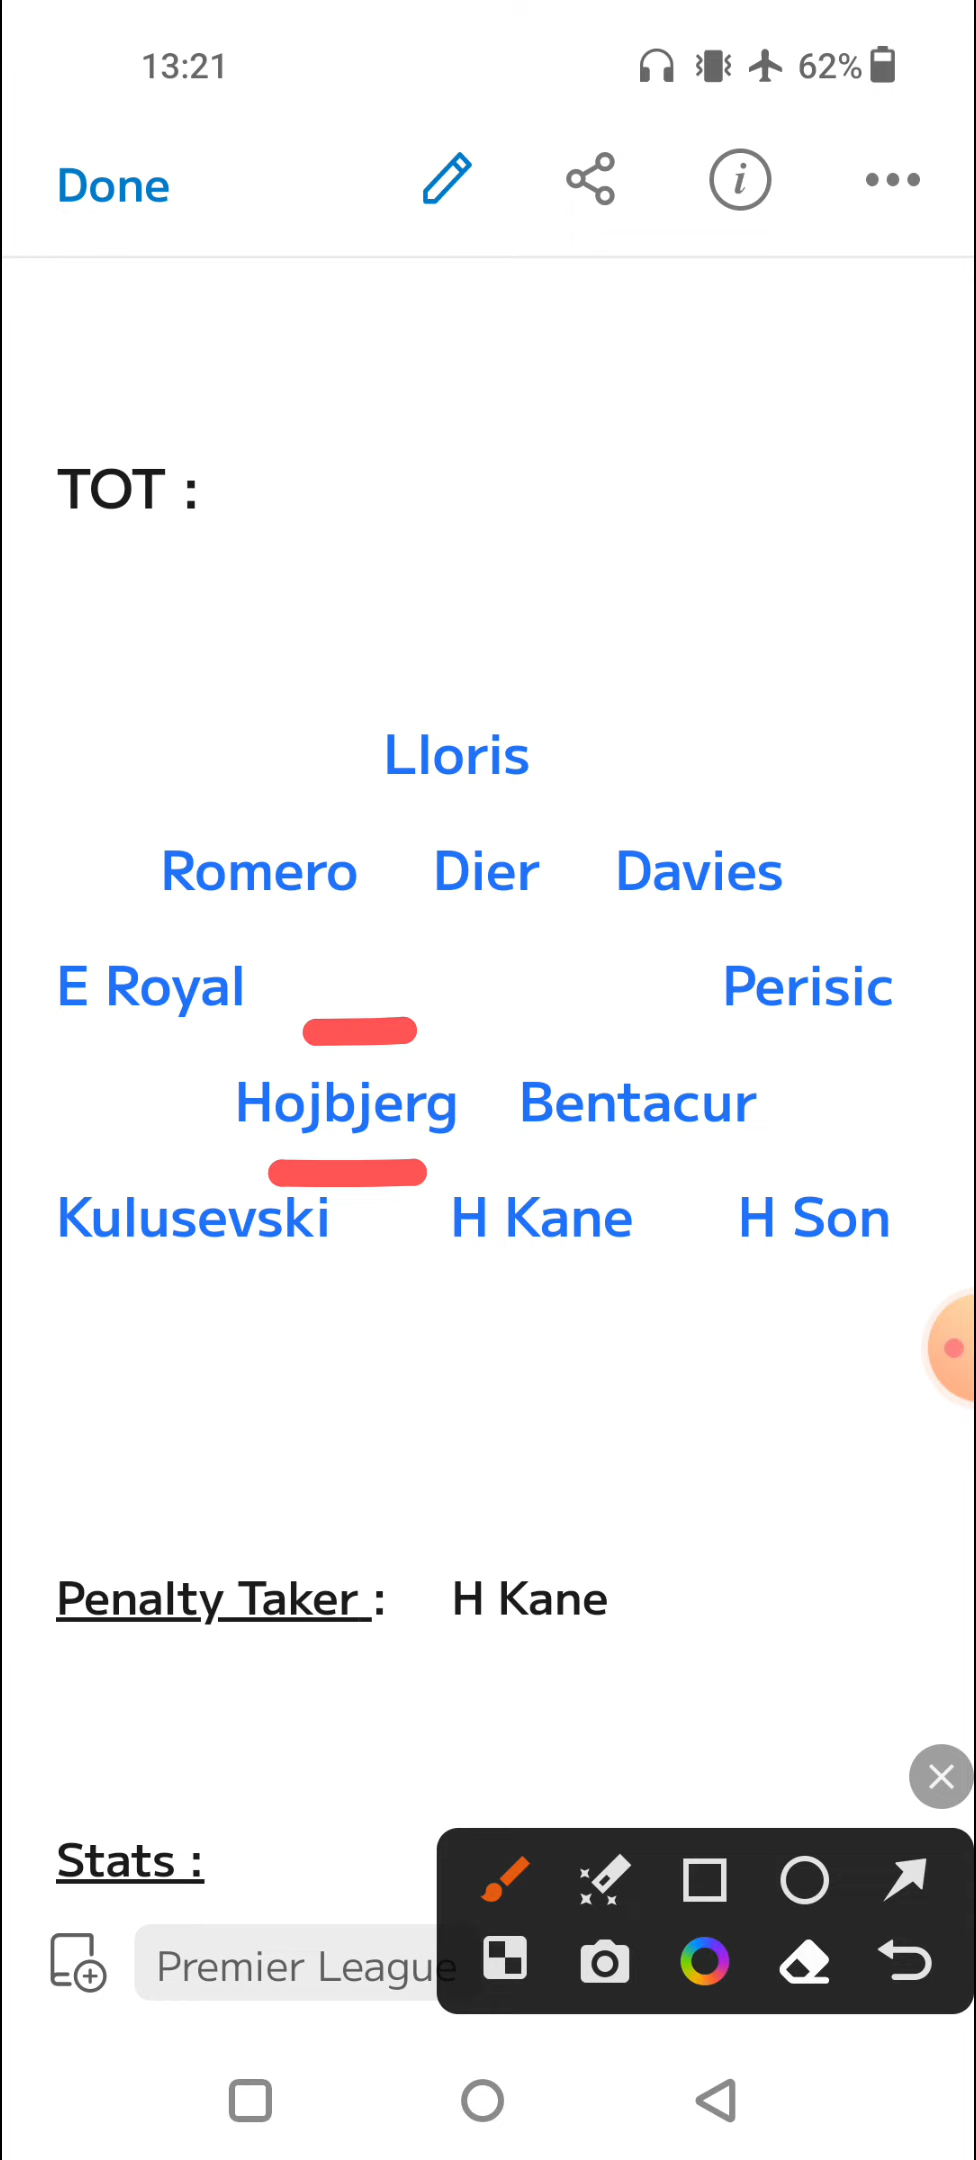 13:21 62%
Done
TOT :
Lloris
Romero Dier Davies
E Royal Perisic
Hojbjerg Bentacur
Kulusevski H Kane H Son
Penalty Taker : H Kane
Stats :
Premier League